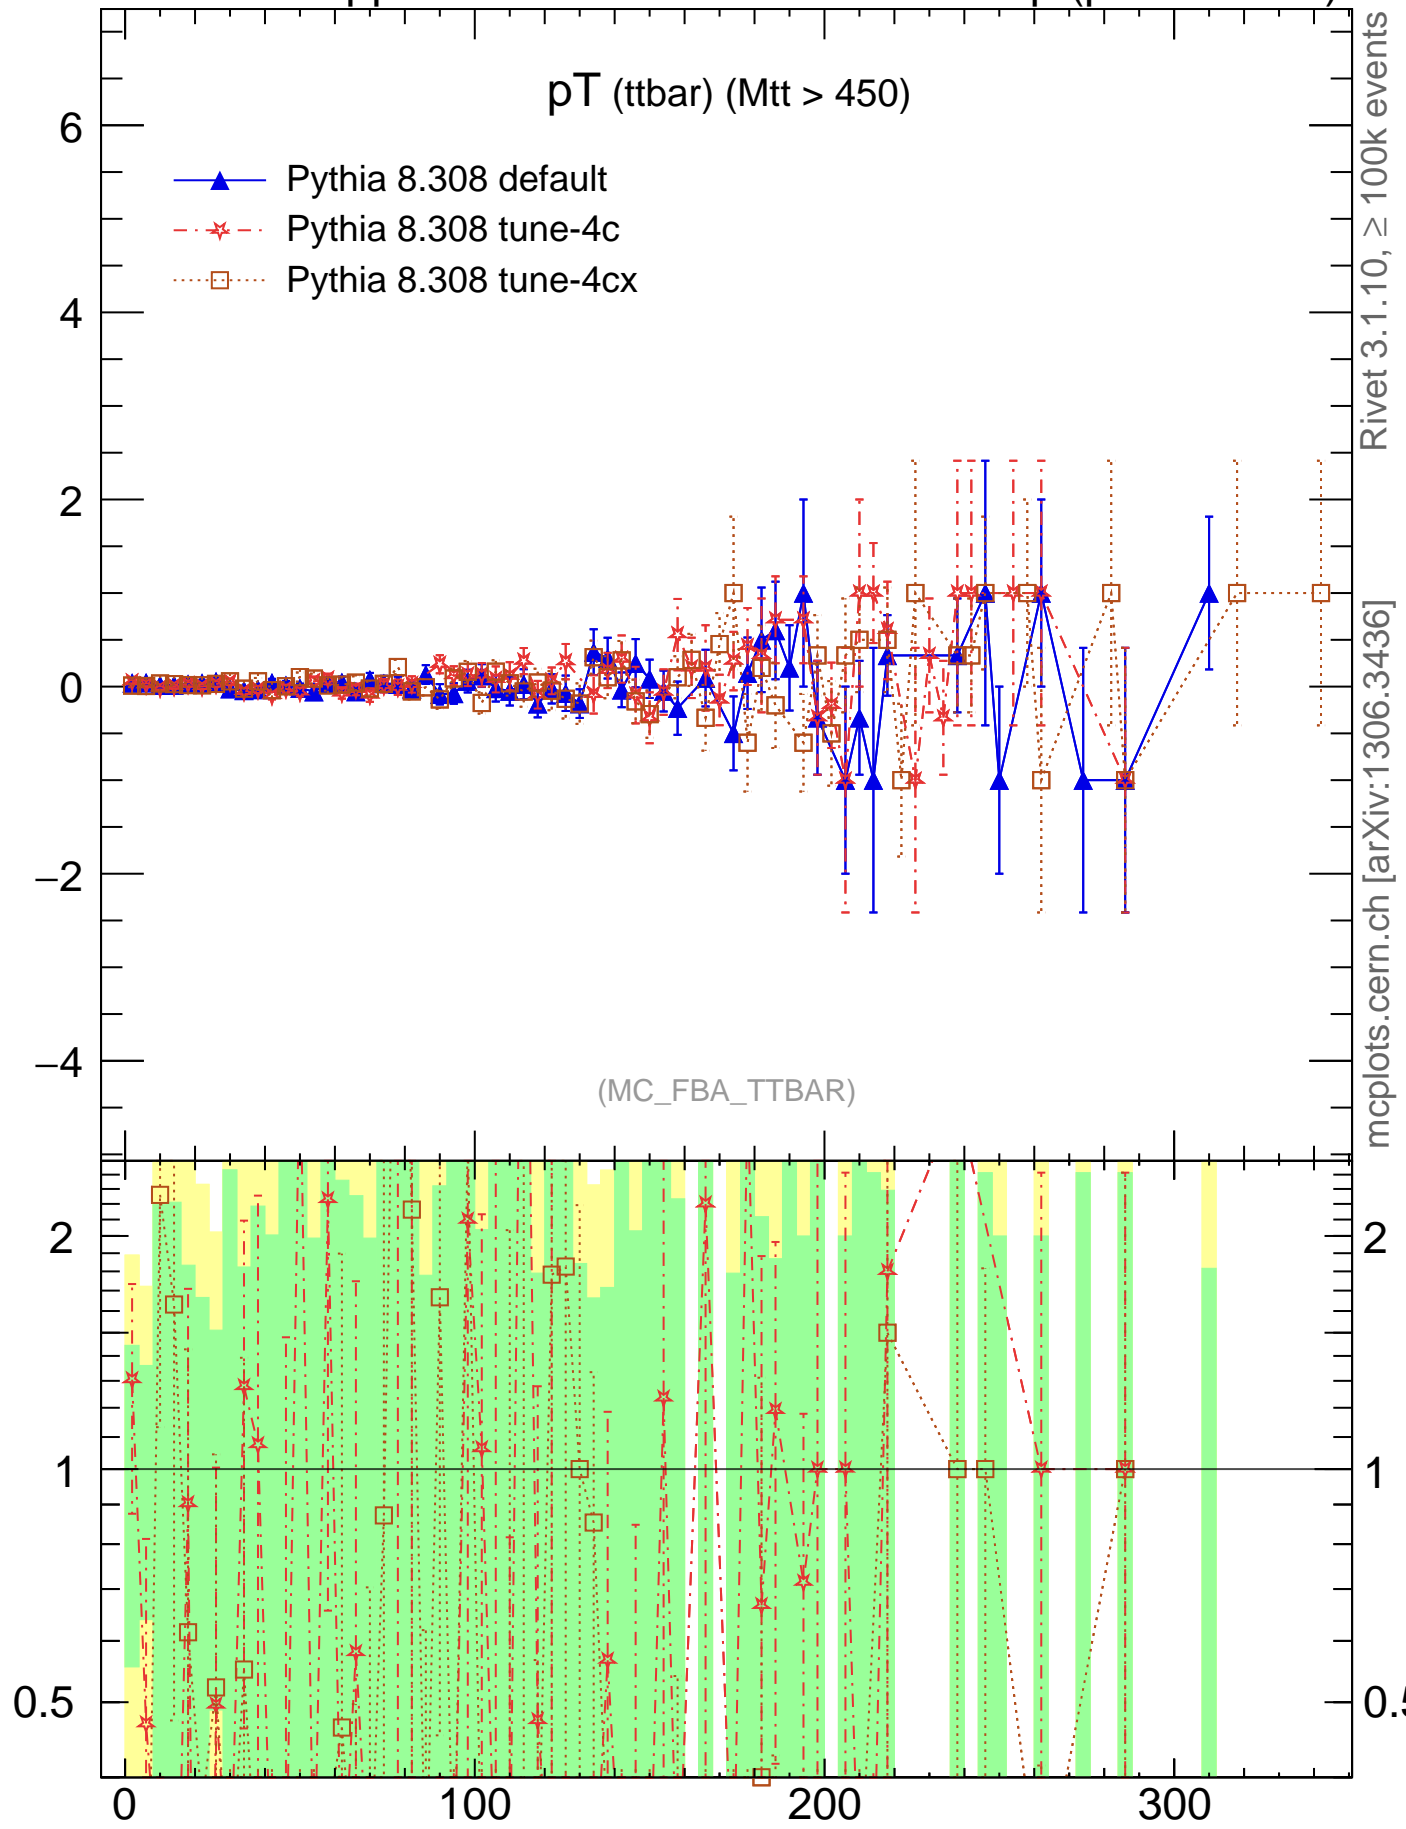 pT (ttbar) (Mtt > 450)
Pythia 8.308 default
Pythia 8.308 tune-4c
Pythia 8.308 tune-4cx
6
4
2
0
−2
−4
(MC_FBA_TTBAR)
Rivet 3.1.10, ≥ 100k events
mcplots.cern.ch [arXiv:1306.3436]
2
1
0.5
2
1
0.5
0
100
200
300